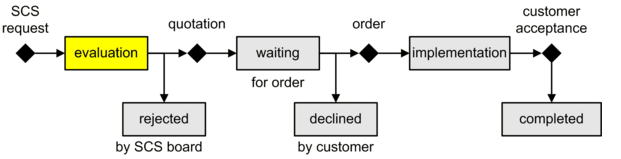 SCS
request
evaluation
quotation
waiting
for order
order
implementation
customer
acceptance
rejected
by SCS board
declined
by customer
completed